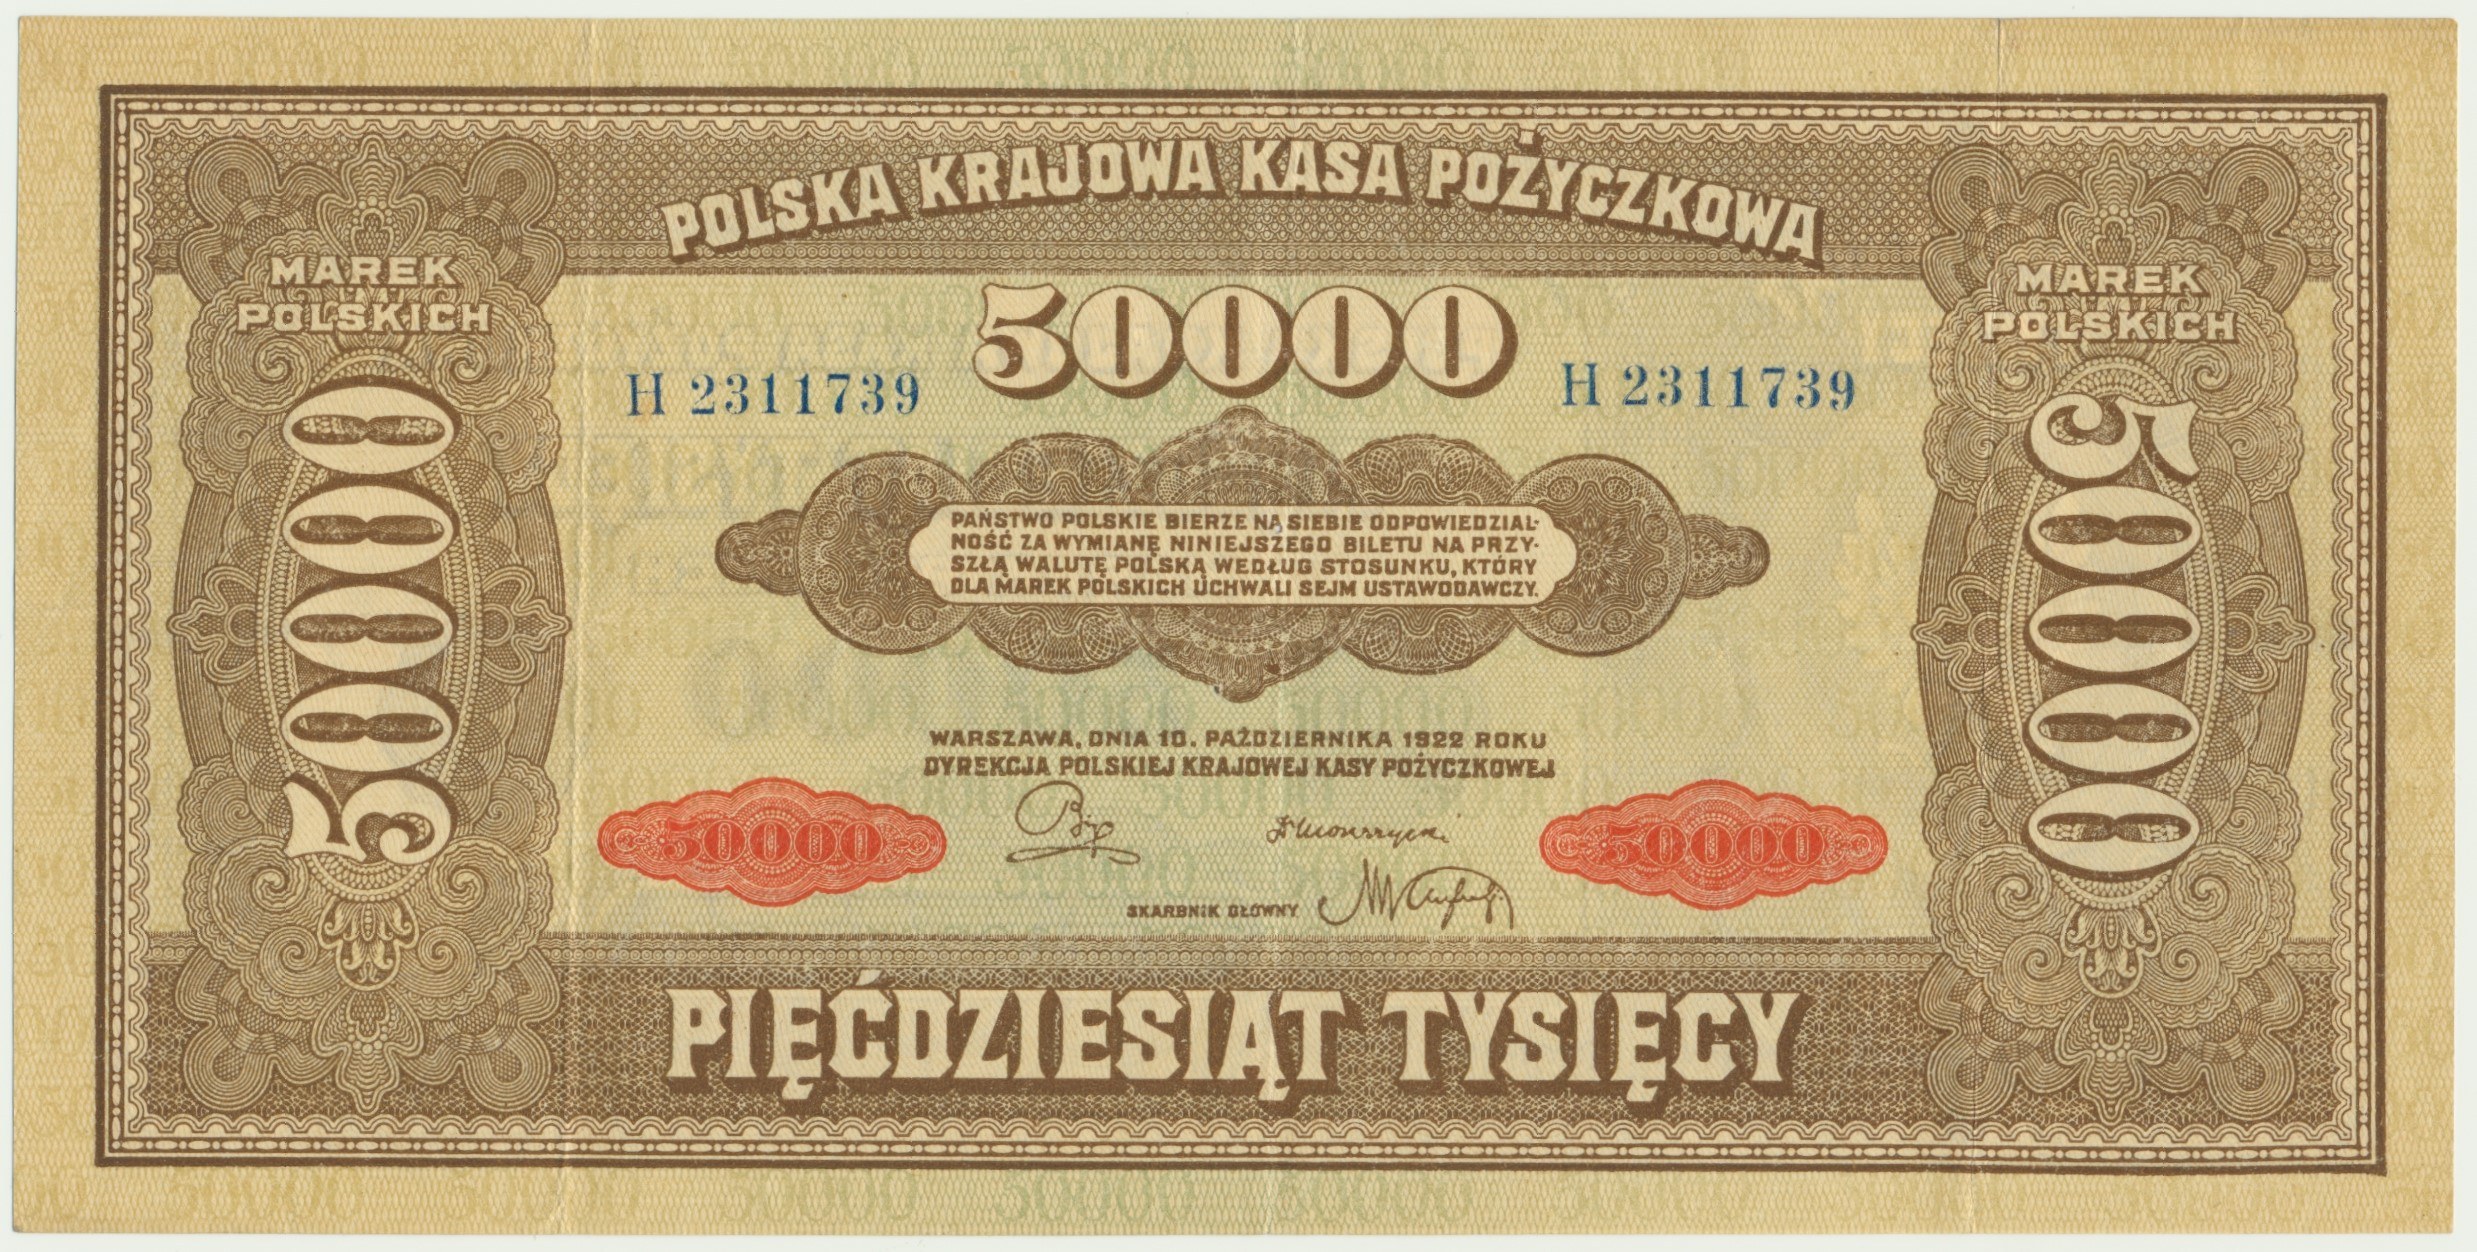 POLSKA KRAJOWA KASA POŻYCZKOWA
MAREK
POLSKICH
50000
MAREK
POLSKICH
H 2311739
H 2311739
50000
50000
PAŃSTWO POLSKIE BIERZE NA SIEBIE ODPOWIEDZIAL-
NOŚĆ ZA WYMIANĘ NINIEJSZEGO BILETU NA PRZY-
SZŁĄ WALUTĘ POLSKĄ WEDŁUG STOSUNKU, KTÓRY
DLA MAREK POLSKICH UCHWALI SEJM USTAWODAWCZY.
WARSZAWA, DNIA 10. PAŹDZIERNIKA 1922 ROKU
DYREKCJA POLSKIEJ KRAJOWEJ KASY POŻYCZKOWEJ
50000
50000
SKARBNIK GŁÓWNY
PIĘĆDZIESIĄT TYSIĘCY